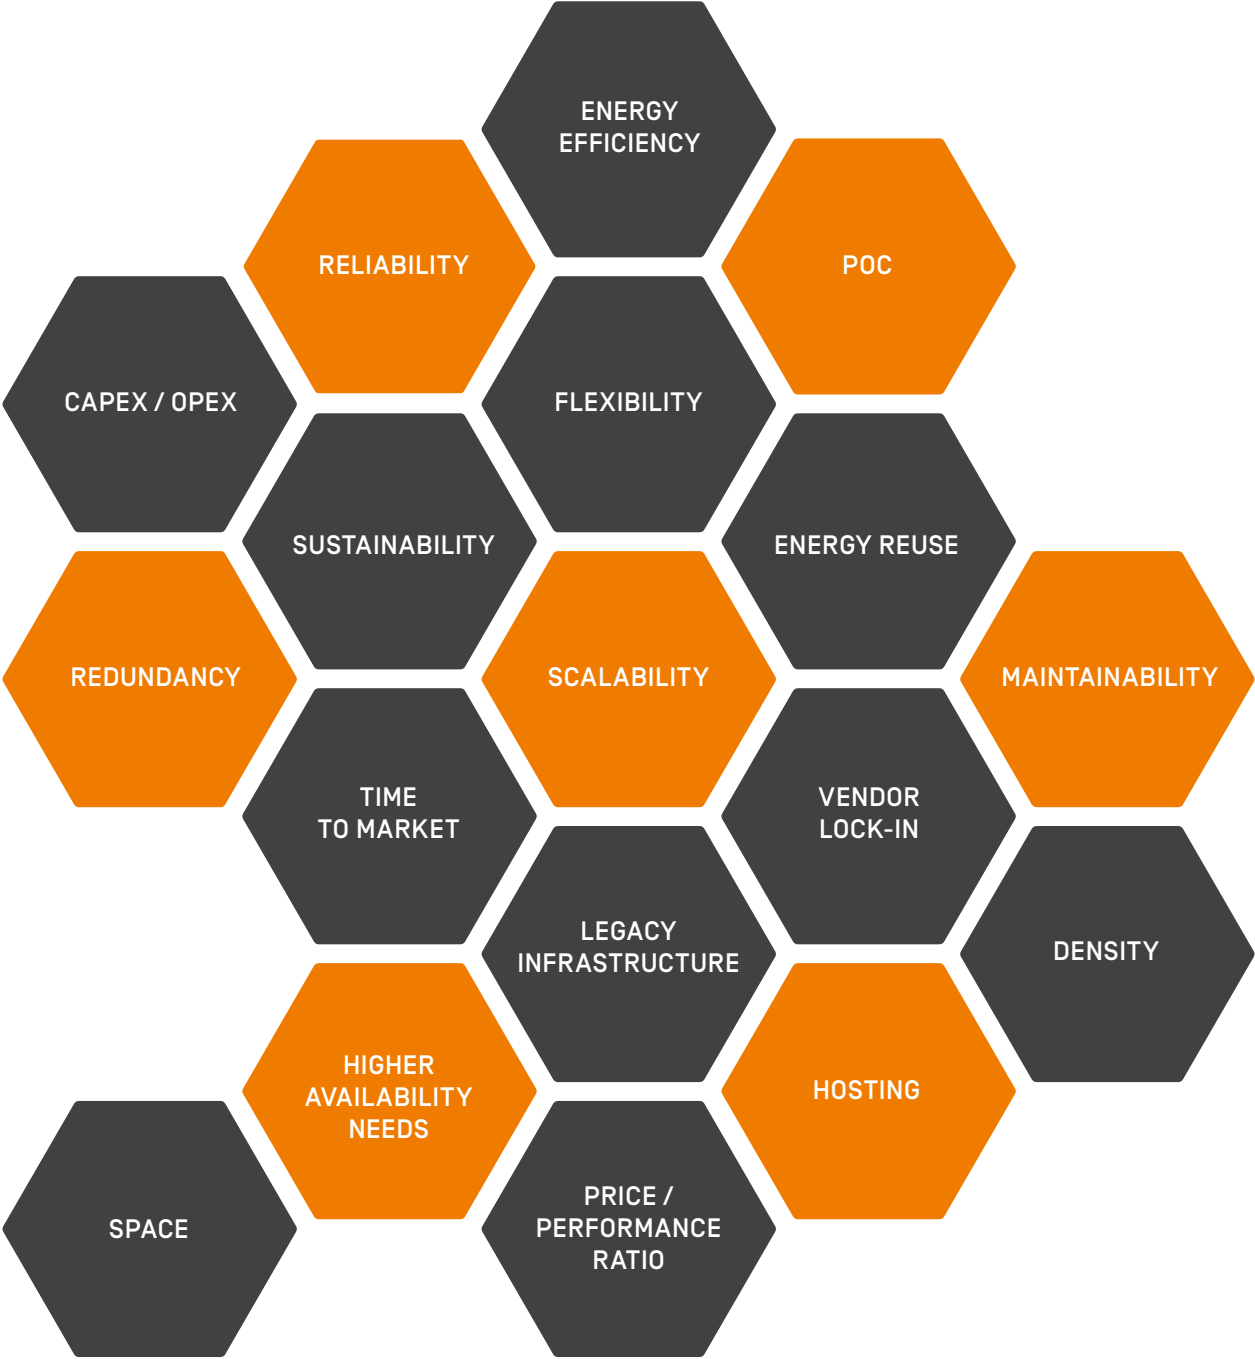 ENERGY
EFFICIENCY
RELIABILITY
POC
CAPEX / OPEX
FLEXIBILITY
SUSTAINABILITY
ENERGY REUSE
REDUNDANCY
SCALABILITY
MAINTAINABILITY
TIME
TO MARKET
VENDOR
LOCK-IN
LEGACY
INFRASTRUCTURE
DENSITY
HIGHER
AVAILABILITY
NEEDS
HOSTING
SPACE
PRICE /
PERFORMANCE
RATIO